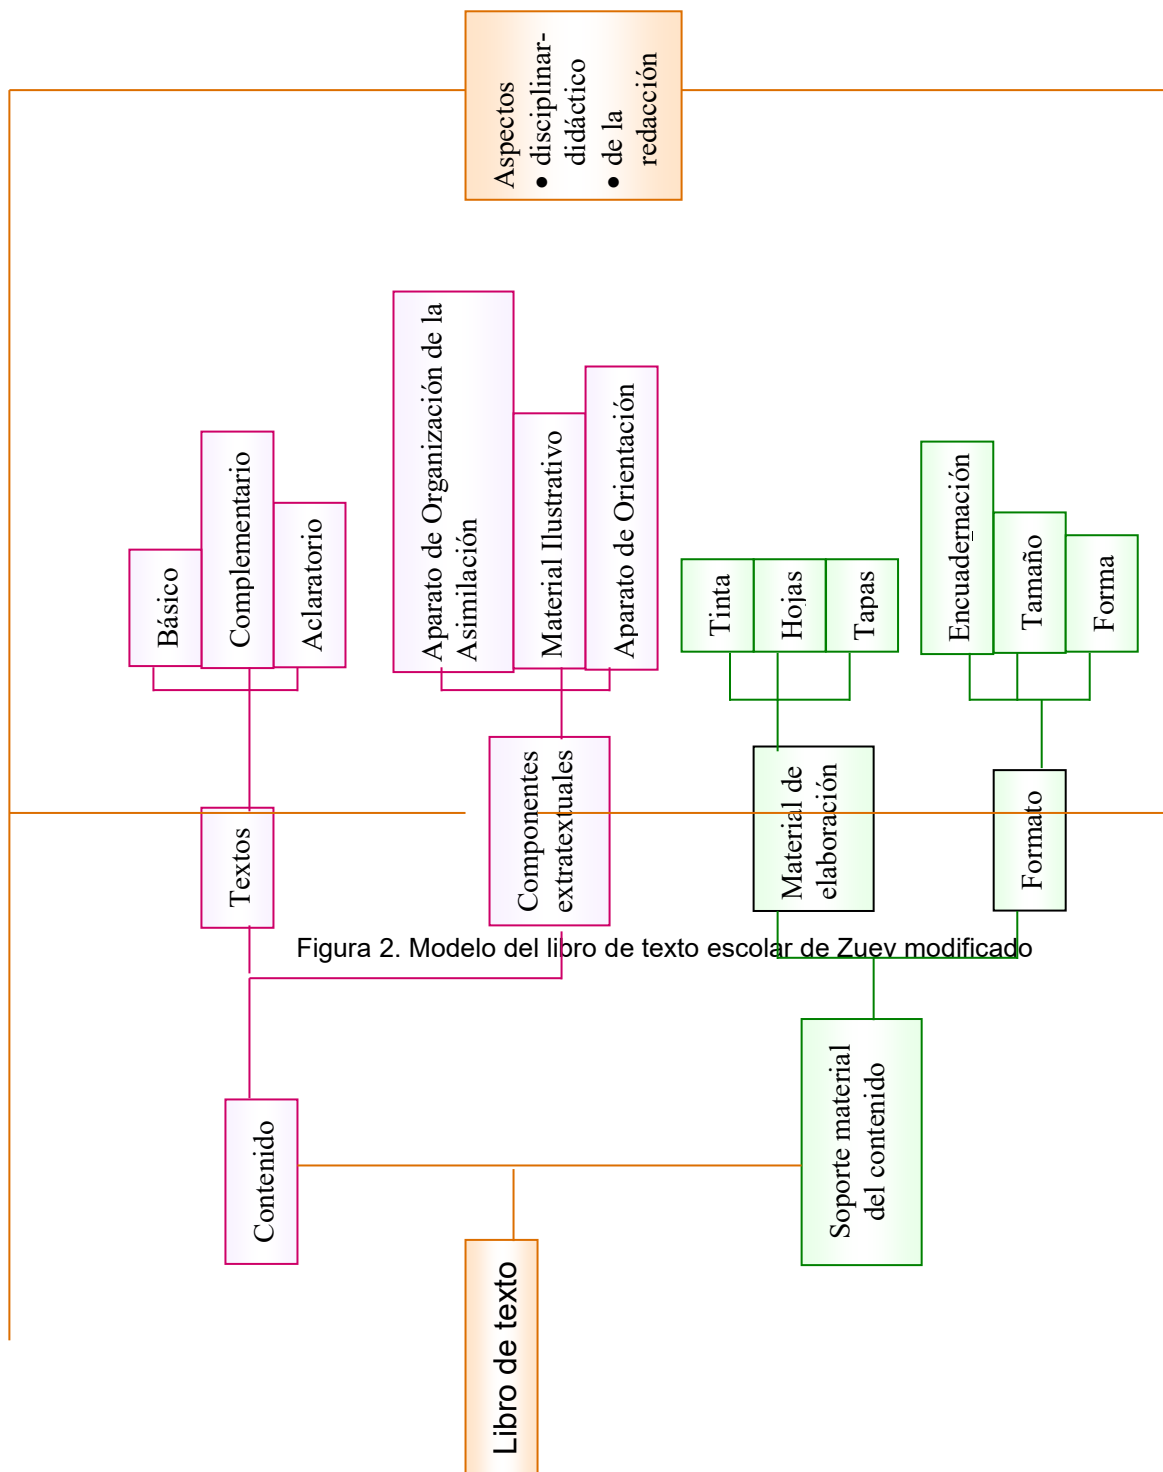 Libro de texto
Contenido
Soporte material
del contenido
Textos
Componentes
extratextuales
Material de
elaboración
Formato
Básico
Complementario
Aclaratorio
Aparato de Organización de la
Asimilación
Material Ilustrativo
Aparato de Orientación
Tinta
Hojas
Tapas
Encuadernación
Tamaño
Forma
Aspectos
● disciplinar-
didáctico
● de la
redacción
Figura 2. Modelo del libro de texto escolar de Zuev modificado